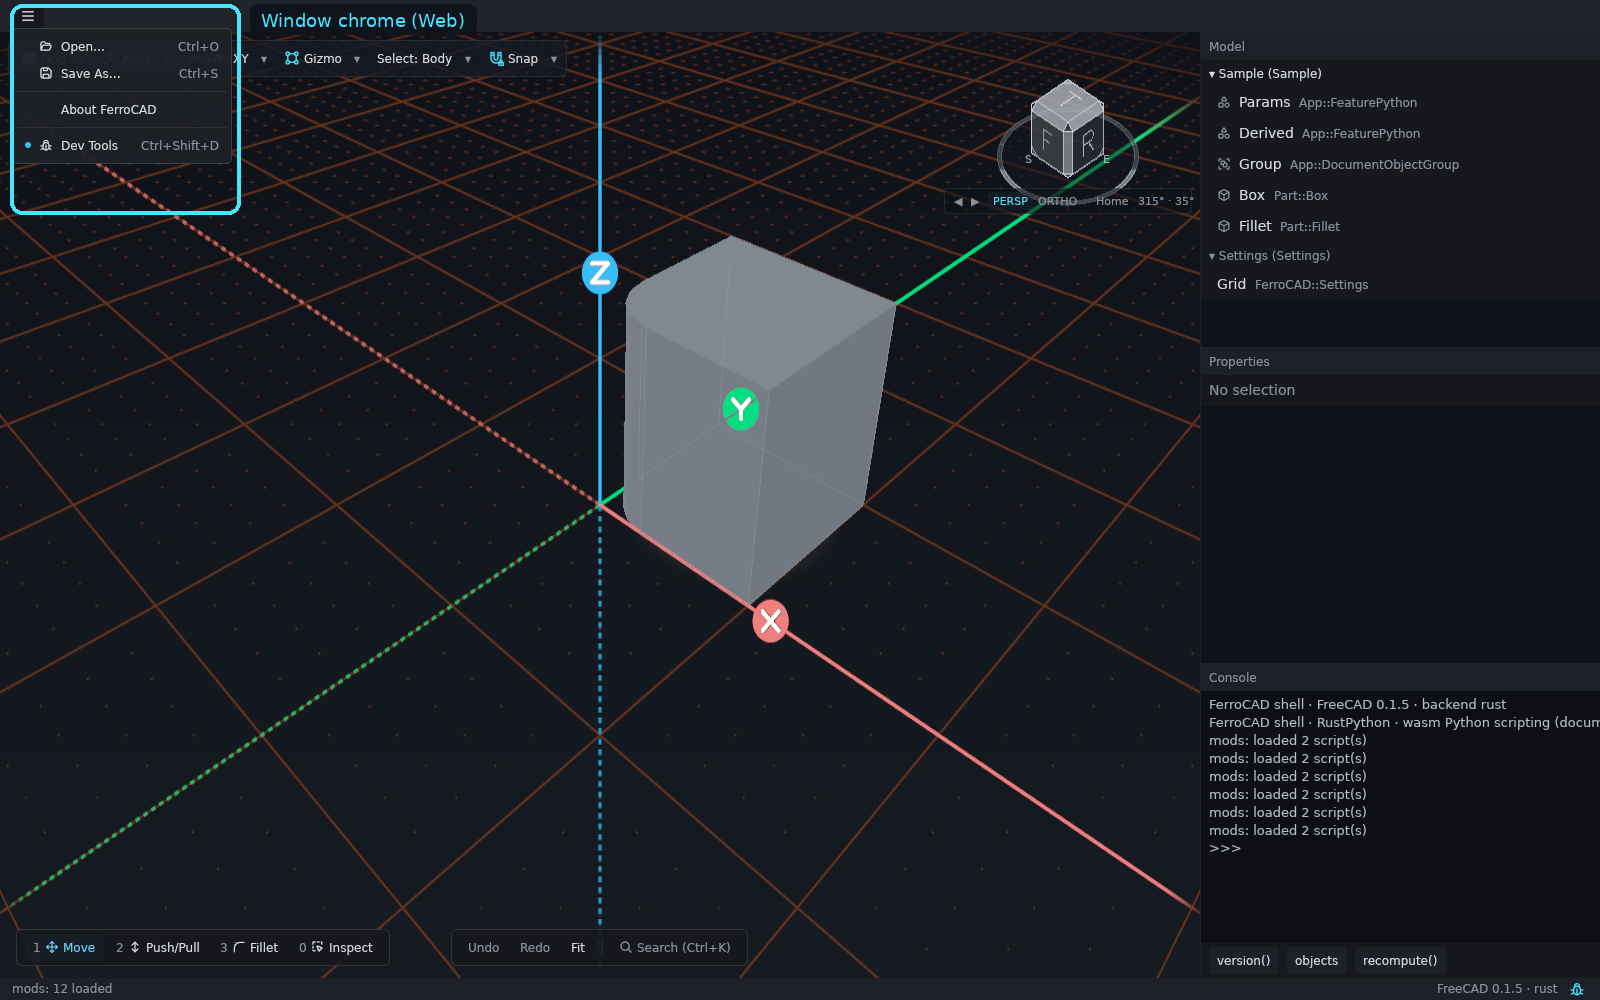 Window chrome (Web)
Open... Ctrl+O
Save As... Ctrl+S
About FerroCAD
Dev Tools Ctrl+Shift+D
XY Gizmo Select: Body Snap
T
F R
S E
PERSP ORTHO Home 315° · 35°
Z
Y
X
1 Move 2 Push/Pull 3 Fillet 0 Inspect
Undo Redo Fit Search (Ctrl+K)
Model
Sample (Sample)
Params App::FeaturePython
Derived App::FeaturePython
Group App::DocumentObjectGroup
Box Part::Box
Fillet Part::Fillet
Settings (Settings)
Grid FerroCAD::Settings
Properties
No selection
Console
FerroCAD shell · FreeCAD 0.1.5 · backend rust
FerroCAD shell · RustPython · wasm Python scripting (docum
mods: loaded 2 script(s)
mods: loaded 2 script(s)
mods: loaded 2 script(s)
mods: loaded 2 script(s)
mods: loaded 2 script(s)
mods: loaded 2 script(s)
>>>
version() objects recompute()
mods: 12 loaded
FreeCAD 0.1.5 · rust